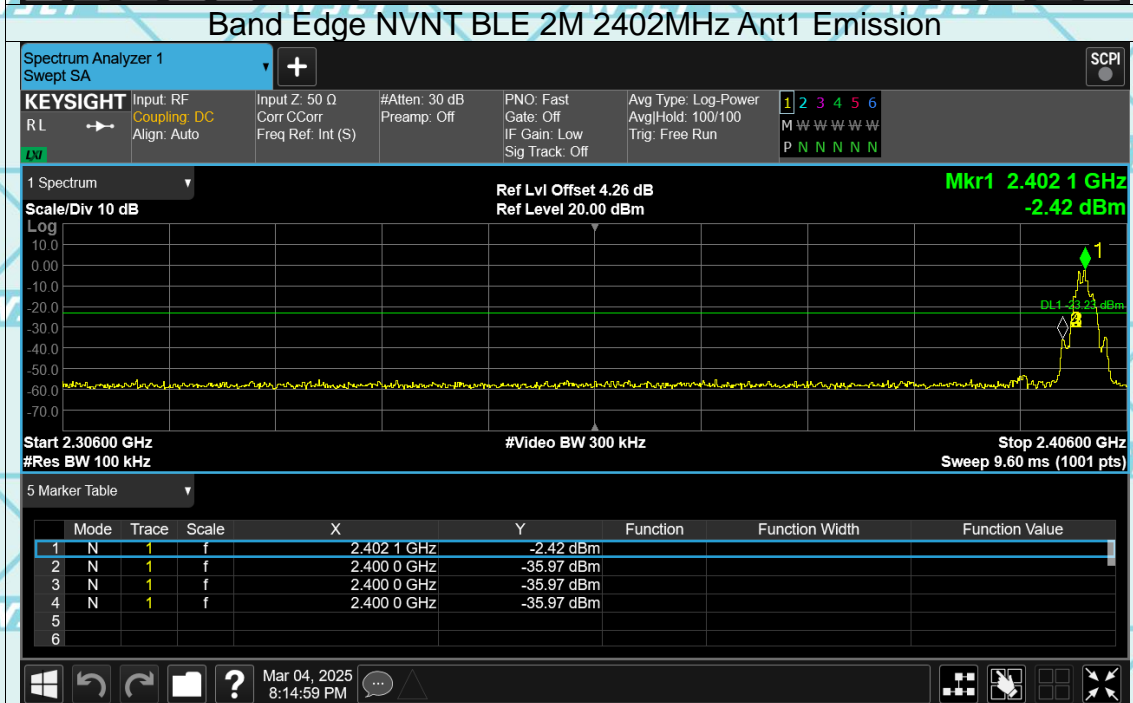 Band Edge NVNT BLE 2M 2402MHz Ant1 Emission
Spectrum Analyzer 1
Swept SA
+
SCPI
KEYSIGHT
RL
LXI
Input: RF
Coupling: DC
Align: Auto
Input Z: 50 Ω
Corr CCorr
Freq Ref: Int (S)
#Atten: 30 dB
Preamp: Off
PNO: Fast
Gate: Off
IF Gain: Low
Sig Track: Off
Avg Type: Log-Power
Avg|Hold: 100/100
Trig: Free Run
1 2 3 4 5 6
M W W W W W
P N N N N N
1 Spectrum
Scale/Div 10 dB
Ref Lvl Offset 4.26 dB
Ref Level 20.00 dBm
Mkr1 2.402 1 GHz
-2.42 dBm
Log
10.0
0.00
-10.0
-20.0
-30.0
-40.0
-50.0
-60.0
-70.0
1
DL1 -23.23 dBm
Start 2.30600 GHz
#Video BW 300 kHz
Stop 2.40600 GHz
#Res BW 100 kHz
Sweep 9.60 ms (1001 pts)
5 Marker Table
Mode Trace Scale X Y Function Function Width Function Value
1 N 1 f 2.402 1 GHz -2.42 dBm
2 N 1 f 2.400 0 GHz -35.97 dBm
3 N 1 f 2.400 0 GHz -35.97 dBm
4 N 1 f 2.400 0 GHz -35.97 dBm
5
6
?
Mar 04, 2025
8:14:59 PM